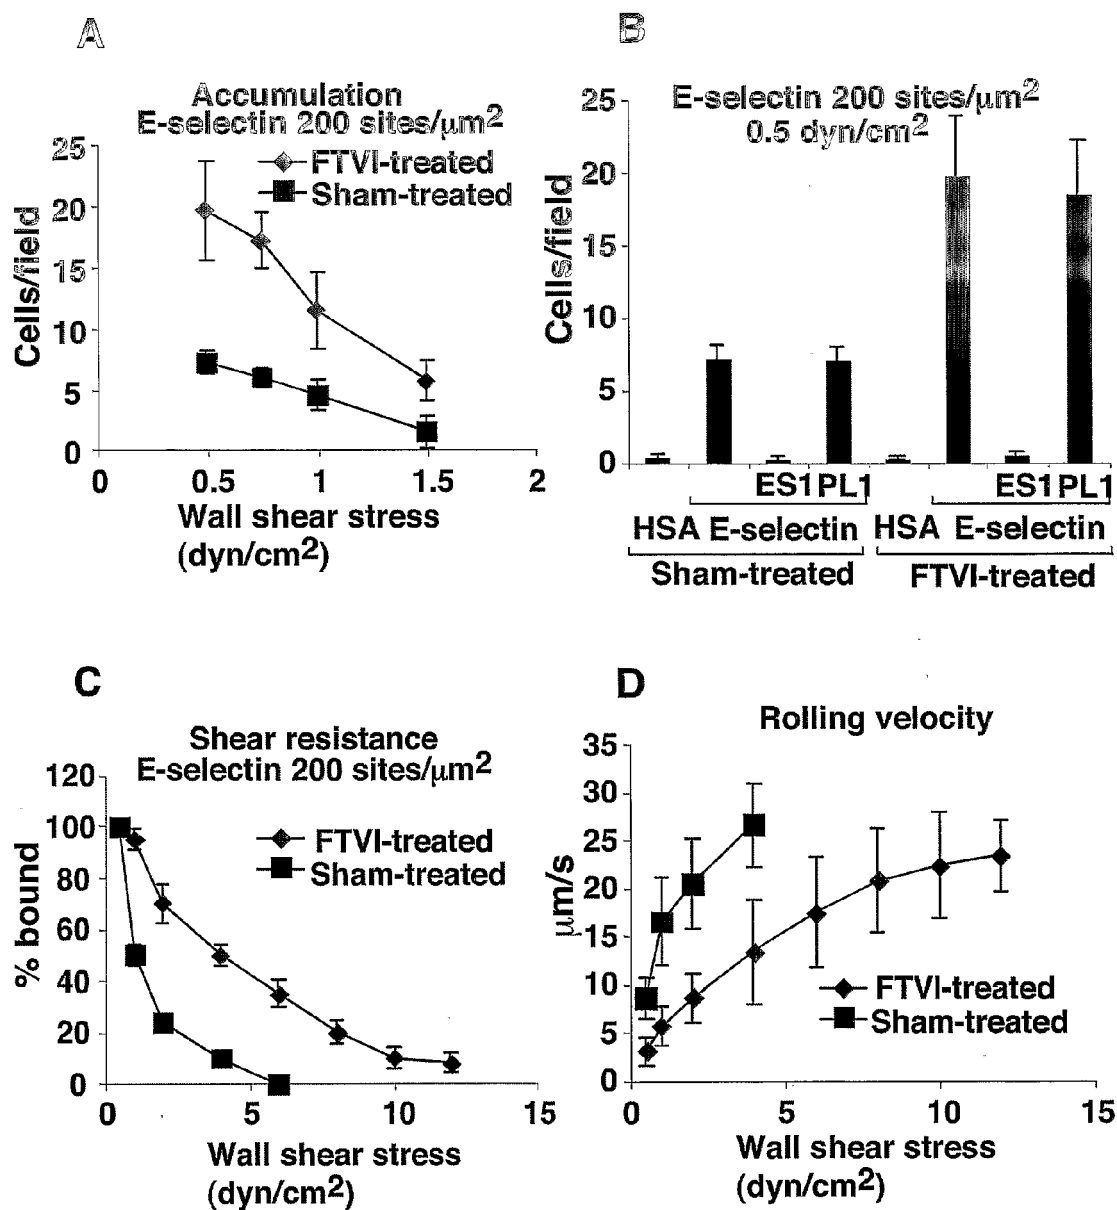 A
Accumulation
E-selectin 200 sites/μm2
25
20
15
10
5
0
Cells/field
FTVI-treated
Sham-treated
0 0.5 1 1.5 2
Wall shear stress
(dyn/cm2)
B
E-selectin 200 sites/μm2
0.5 dyn/cm2
25
20
15
10
5
0
Cells/field
ES1PL1 ES1PL1
HSA E-selectin HSA E-selectin
Sham-treated FTVI-treated
C
Shear resistance
E-selectin 200 sites/μm2
120
100
80
60
40
20
0
% bound
FTVI-treated
Sham-treated
0 5 10 15
Wall shear stress
(dyn/cm2)
D
Rolling velocity
35
30
25
20
15
10
5
0
μm/s
FTVI-treated
Sham-treated
0 5 10 15
Wall shear stress
(dyn/cm2)